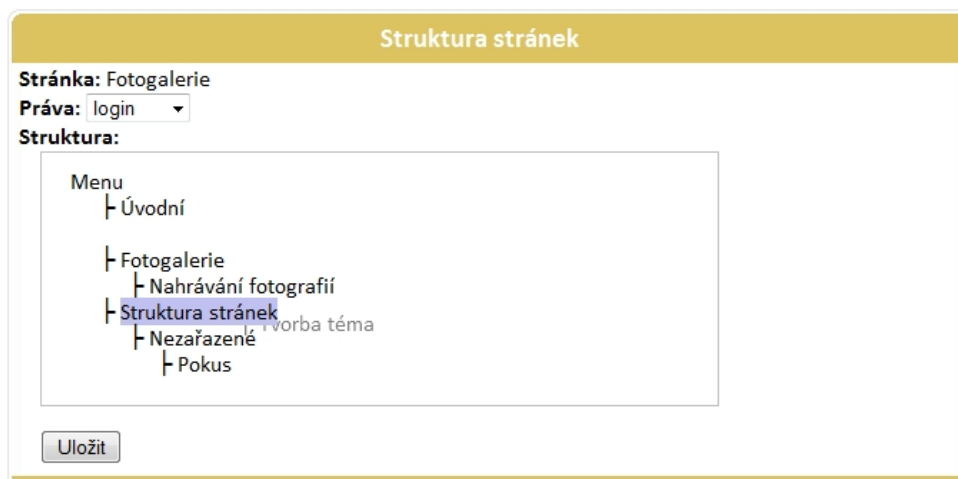 Struktura stránek
Stránka: Fotogalerie
Práva: login
Struktura:
Menu
Úvodní
Fotogalerie
Nahrávání fotografií
Struktura stránek
Tvorba téma
Nezařazené
Pokus
Uložit